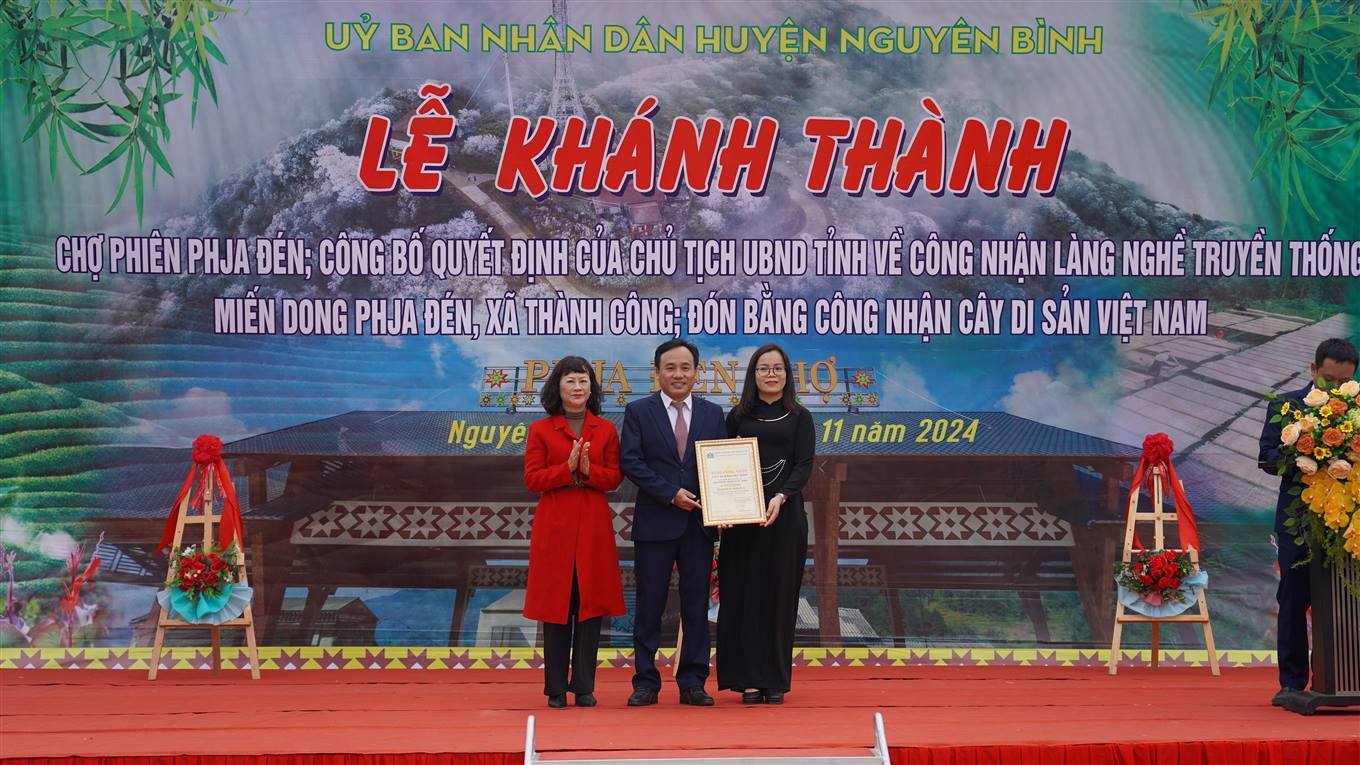 UỶ BAN NHÂN DÂN HUYỆN NGUYÊN BÌNH
LỄ KHÁNH THÀNH
CHỢ PHIÊN PHJA ĐÉN; CÔNG BỐ QUYẾT ĐỊNH CỦA CHỦ TỊCH UBND TỈNH VỀ CÔNG NHẬN LÀNG NGHỀ TRUYỀN THỐNG
MIẾN DONG PHJA ĐÉN, XÃ THÀNH CÔNG; ĐÓN BẰNG CÔNG NHẬN CÂY DI SẢN VIỆT NAM
11 năm 2024